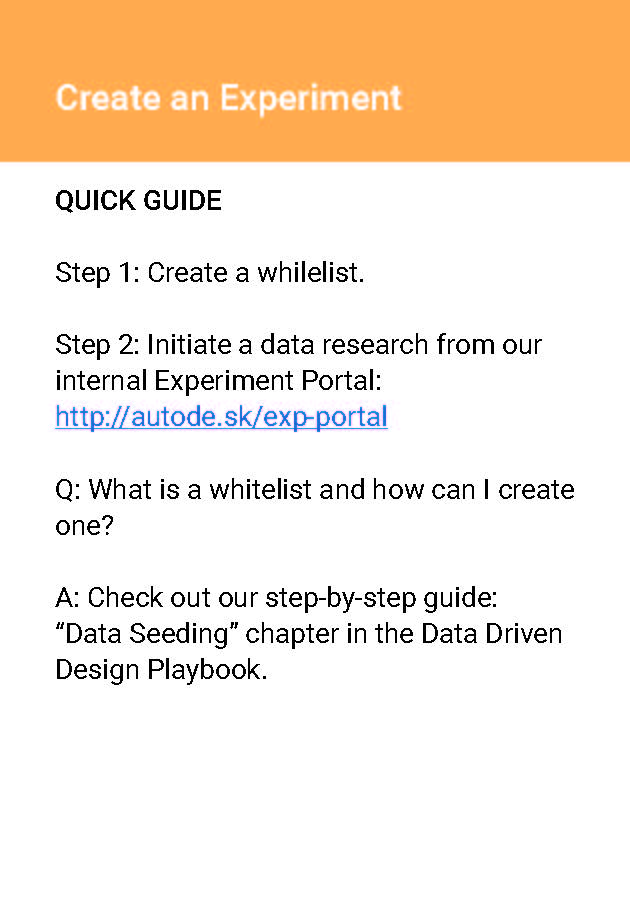 Create an Experiment
QUICK GUIDE
Step 1: Create a whilelist.
Step 2: Initiate a data research from our
internal Experiment Portal:
http://autode.sk/exp-portal
Q: What is a whitelist and how can I create
one?
A: Check out our step-by-step guide:
“Data Seeding” chapter in the Data Driven
Design Playbook.